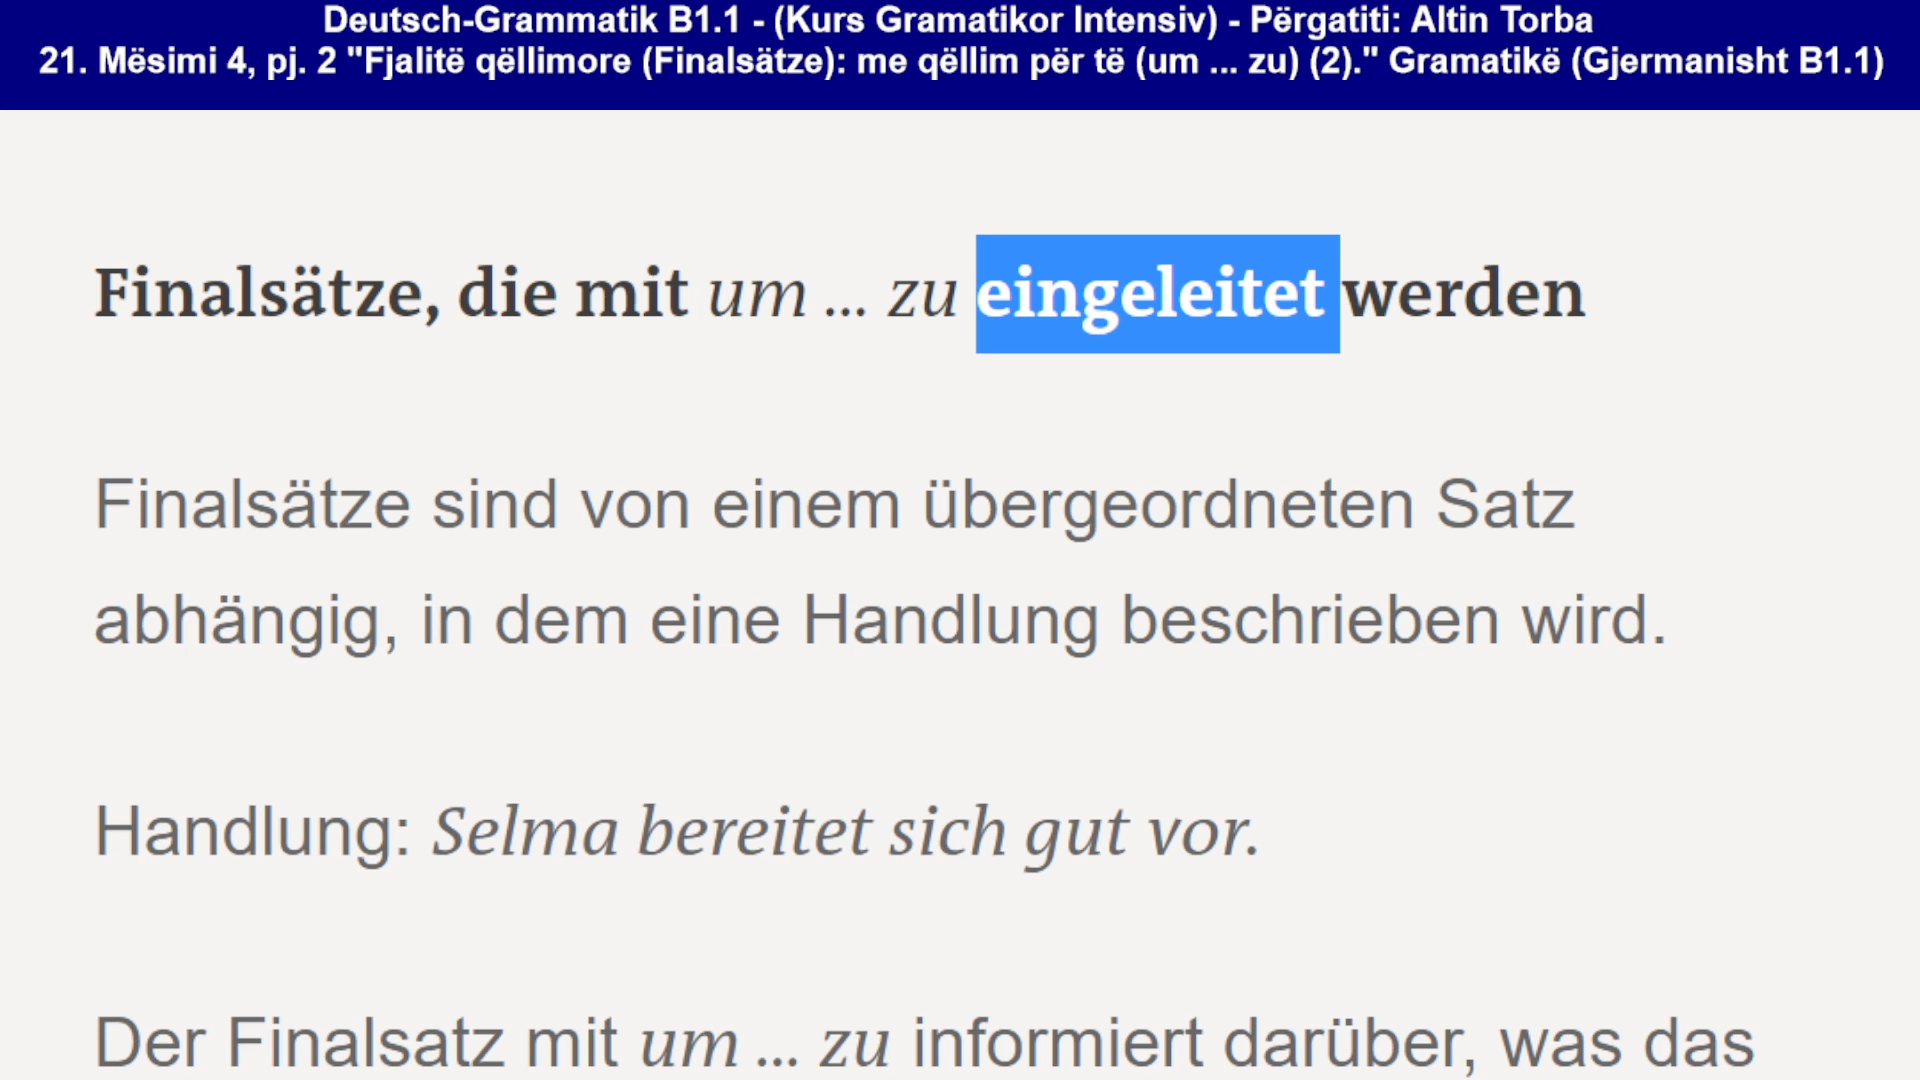 Deutsch-Grammatik B1.1 - (Kurs Gramatikor Intensiv) - Përgatiti: Altin Torba
21. Mësimi 4, pj. 2 "Fjalitë qëllimore (Finalsätze): me qëllim për të (um ... zu) (2)." Gramatikë (Gjermanisht B1.1)
Finalsätze, die mit um ... zu eingeleitet werden
Finalsätze sind von einem übergeordneten Satz
abhängig, in dem eine Handlung beschrieben wird.
Handlung: Selma bereitet sich gut vor.
Der Finalsatz mit um ... zu informiert darüber, was das